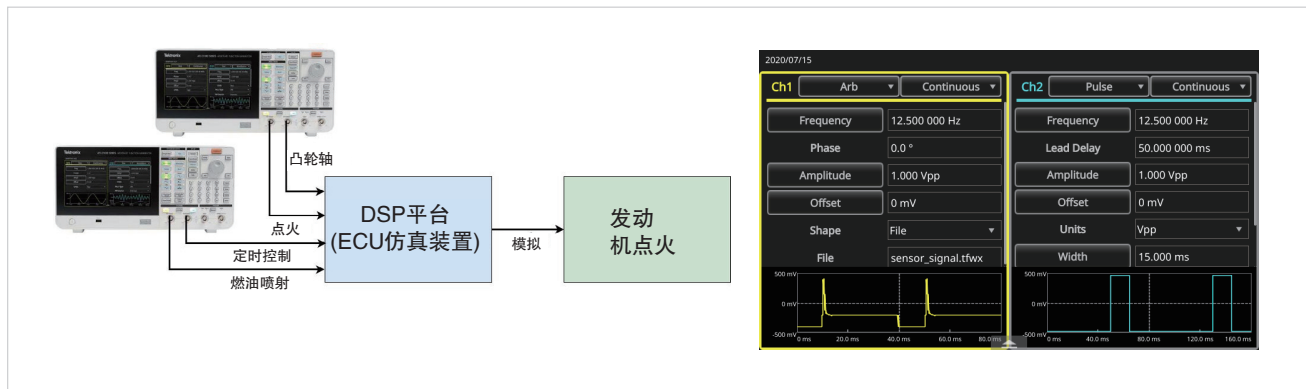 Tektronix
Tektronix
凸轮轴
点火
定时控制
燃油喷射
DSP平台
(ECU仿真装置)
模拟
发动
机点火
2020/07/15
Ch1 Arb Continuous
Frequency 12.500 000 Hz
Phase 0.0 °
Amplitude 1.000 Vpp
Offset 0 mV
Shape File
File sensor_signal.tfwx
500 mV
0 mV
-500 mV
0 ms 20.0 ms 40.0 ms 60.0 ms 80.0 ms
Ch2 Pulse Continuous
Frequency 12.500 000 Hz
Lead Delay 50.000 000 ms
Amplitude 1.000 Vpp
Offset 0 mV
Units Vpp
Width 15.000 ms
500 mV
0 mV
-500 mV
0 ms 40.0 ms 80.0 ms 120.0 ms 160.0 ms